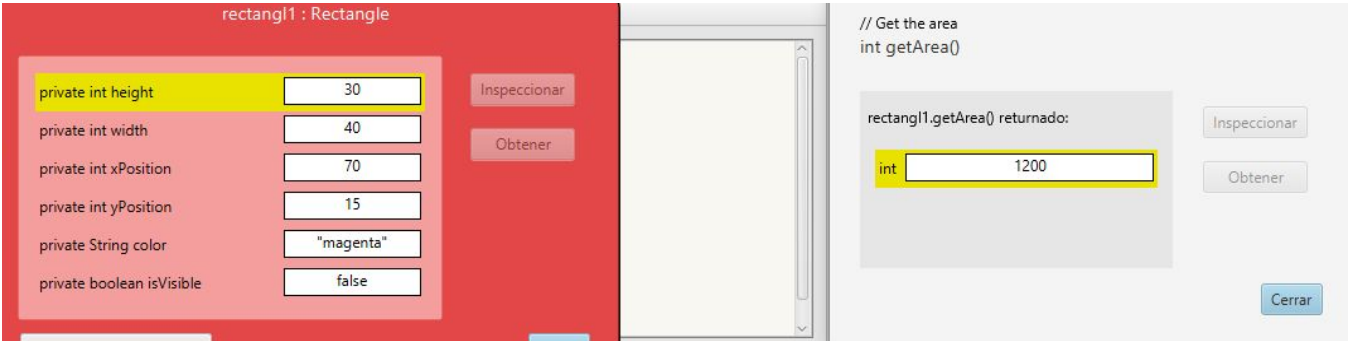 rectangl1 : Rectangle
private int height 30
private int width 40
private int xPosition 70
private int yPosition 15
private String color "magenta"
private boolean isVisible false
Inspeccionar
Obtener
// Get the area
int getArea()
rectangl1.getArea() returnado:
int 1200
Inspeccionar
Obtener
Cerrar